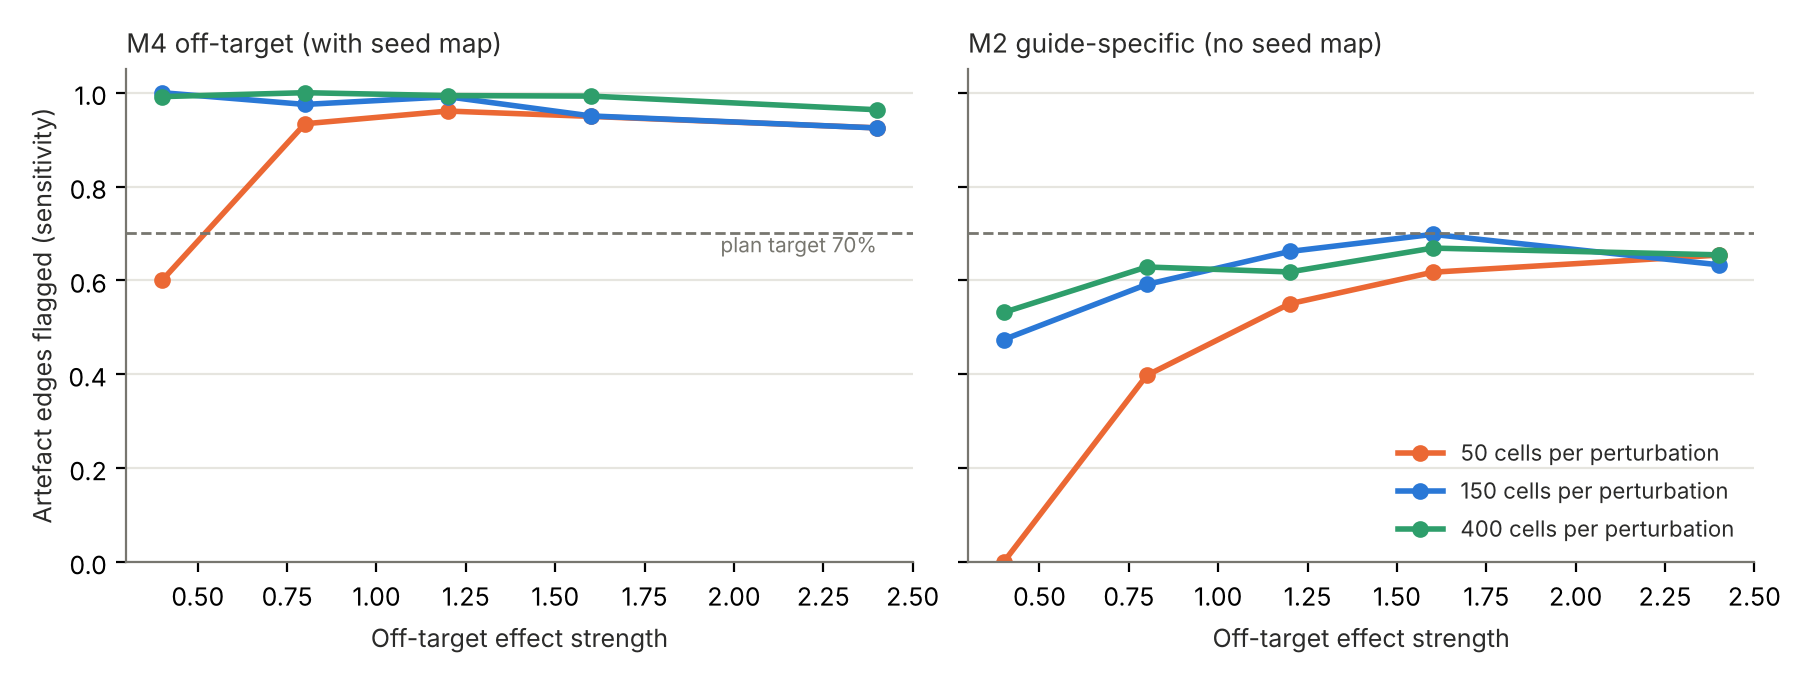 M4 off-target (with seed map)
Artefact edges flagged (sensitivity)
1.0
0.8
0.6
0.4
0.2
0.0
plan target 70%
0.50 0.75 1.00 1.25 1.50 1.75 2.00 2.25 2.50
Off-target effect strength
M2 guide-specific (no seed map)
50 cells per perturbation
150 cells per perturbation
400 cells per perturbation
0.50 0.75 1.00 1.25 1.50 1.75 2.00 2.25 2.50
Off-target effect strength